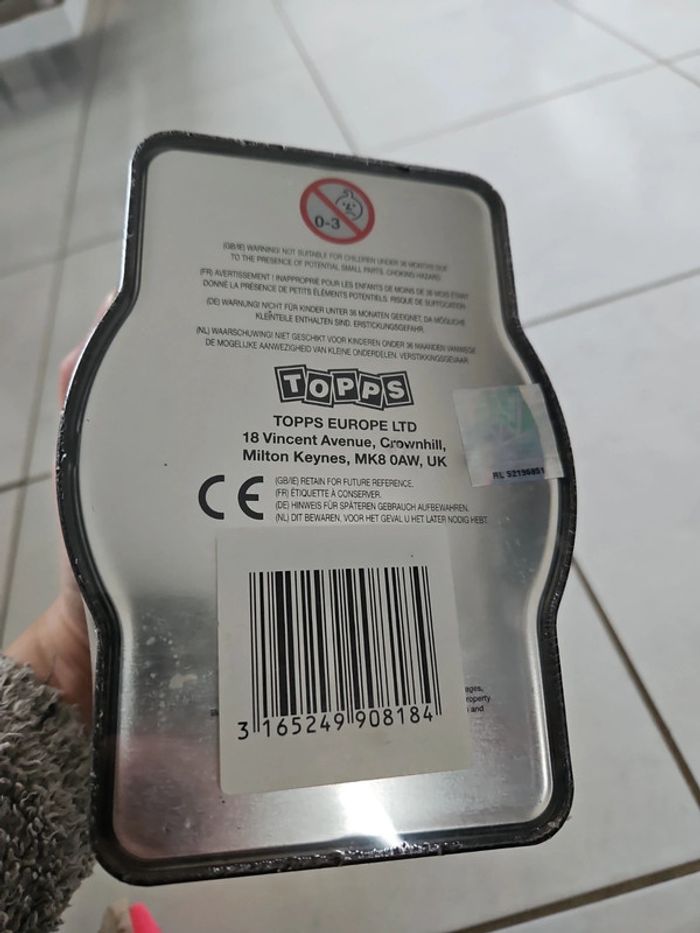 0-3
(GB/IE) WARNING! NOT SUITABLE FOR CHILDREN UNDER 36 MONTHS DUE
TO THE PRESENCE OF POTENTIAL SMALL PARTS. CHOKING HAZARD.
(FR) AVERTISSEMENT ! INAPPROPRIÉ POUR LES ENFANTS DE MOINS DE 36 MOIS ÉTANT
DONNÉ LA PRÉSENCE DE PETITS ÉLÉMENTS POTENTIELS. RISQUE DE SUFFOCATION
(DE) WARNUNG! NICHT FÜR KINDER UNTER 36 MONATEN GEEIGNET, DA MÖGLICHE
KLEINTEILE ENTHALTEN SIND. ERSTICKUNGSGEFAHR.
(NL) WAARSCHUWING! NIET GESCHIKT VOOR KINDEREN ONDER 36 MAANDEN VANWEGE
DE MOGELIJKE AANWEZIGHEID VAN KLEINE ONDERDELEN. VERSTIKKINGSGEVAAR.
TOPPS
TOPPS EUROPE LTD
18 Vincent Avenue, Crownhill,
Milton Keynes, MK8 0AW, UK
RL 52196851
CE
(GB/IE) RETAIN FOR FUTURE REFERENCE.
(FR) ÉTIQUETTE À CONSERVER.
(DE) HINWEIS FÜR SPÄTEREN GEBRAUCH AUFBEWAHREN.
(NL) DIT BEWAREN, VOOR HET GEVAL U HET LATER NODIG HEBT
ages,
roperty
and
3 165249 908184